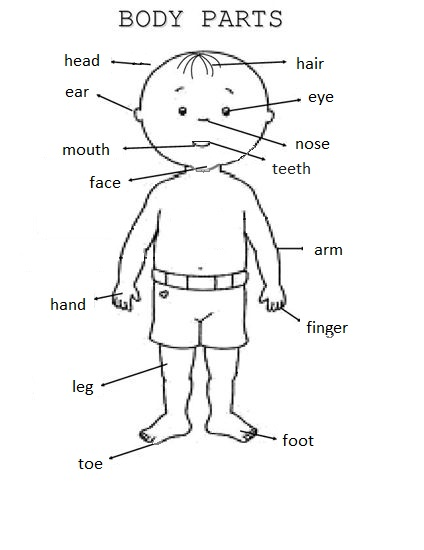 BODY PARTS
head
hair
ear
eye
mouth
nose
teeth
face
arm
hand
finger
leg
foot
toe